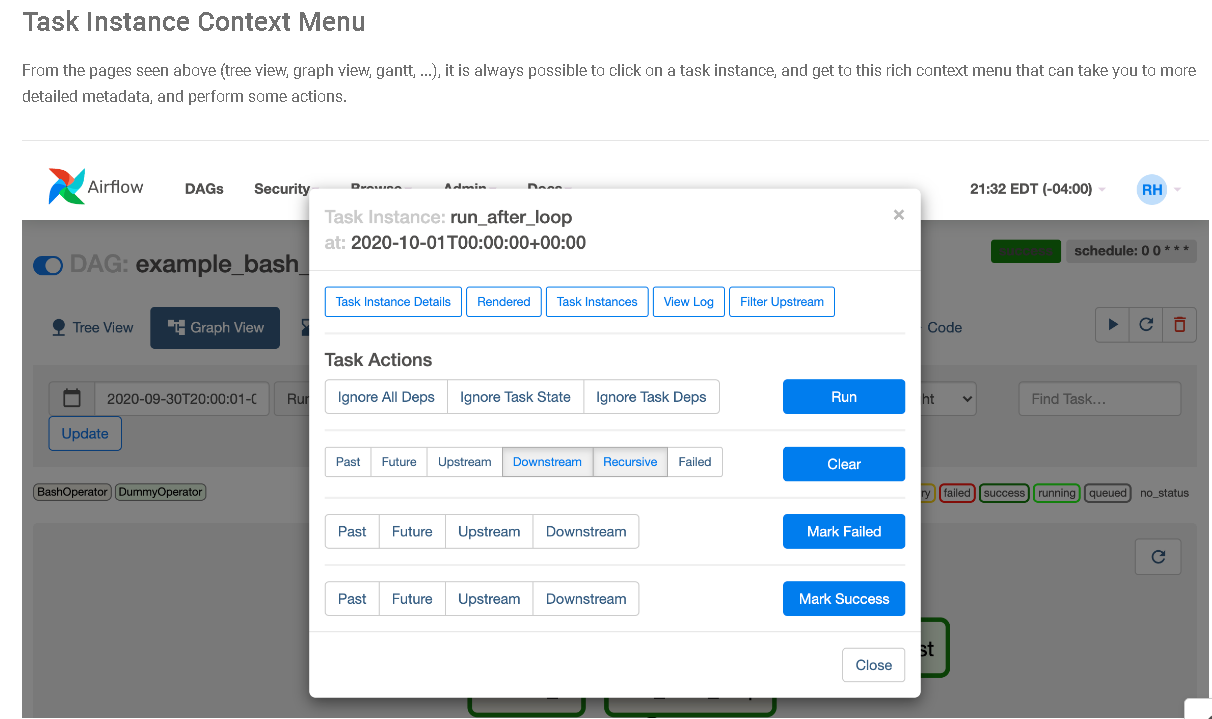 Task Instance Context Menu
From the pages seen above (tree view, graph view, gantt, ...), it is always possible to click on a task instance, and get to this rich context menu that can take you to more
detailed metadata, and perform some actions.
Airflow DAGs Security Browse Admin Docs 21:32 EDT (-04:00) RH
Task Instance: run_after_loop ×
at: 2020-10-01T00:00:00+00:00
DAG: example_bash_ schedule: 0 0 * * *
Task Instance Details Rendered Task Instances View Log Filter Upstream
Tree View Graph View Code
Task Actions
2020-09-30T20:00:01-0 Ru Ignore All Deps Ignore Task State Ignore Task Deps Run ht Find Task...
Update
Past Future Upstream Downstream Recursive Failed Clear
BashOperator DummyOperator ry failed success running queued no_status
Past Future Upstream Downstream Mark Failed
Past Future Upstream Downstream Mark Success
st
Close